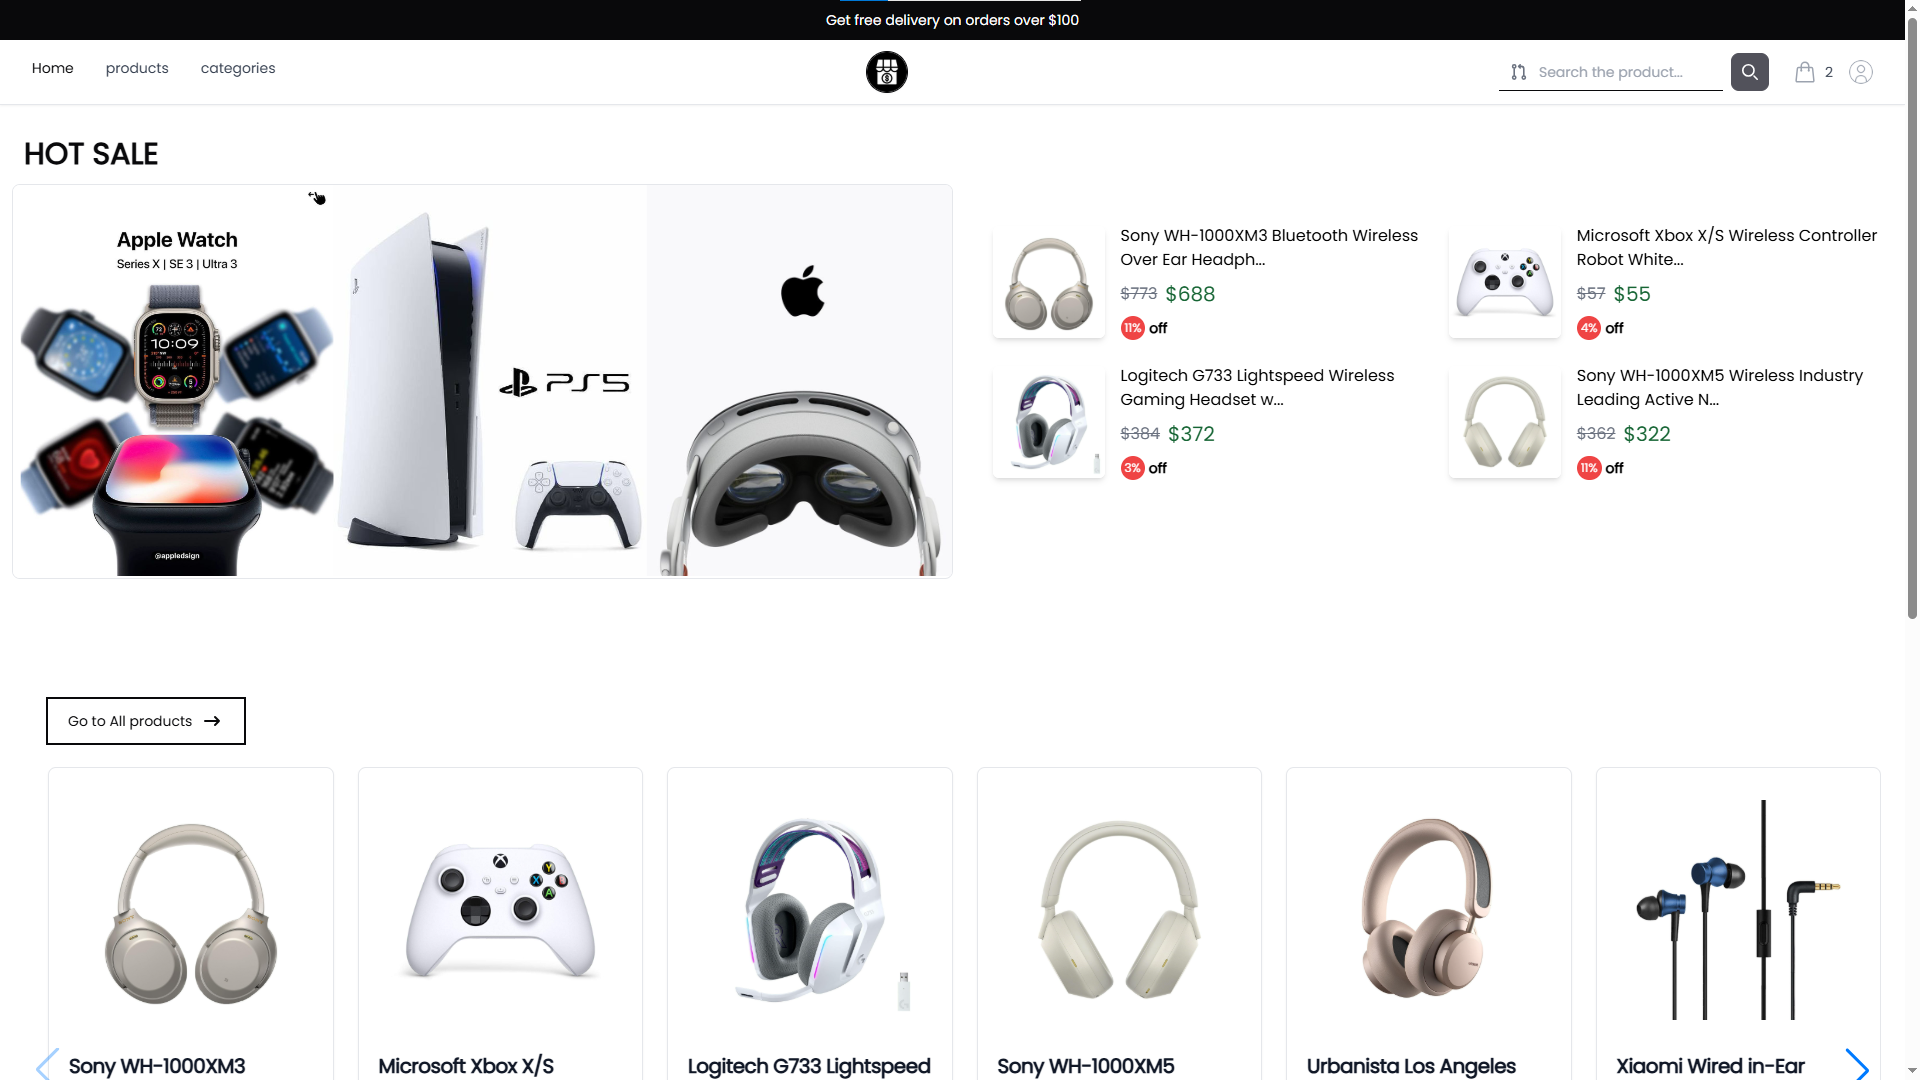 Get free delivery on orders over $100
Home
products
categories
Search the product...
2
HOT SALE
Apple Watch
Series X | SE 3 | Ultra 3
10:09
@appledsign
PS5
Sony WH-1000XM3 Bluetooth Wireless
Over Ear Headph...
$773 $688
11% off
Microsoft Xbox X/S Wireless Controller
Robot White...
$57 $55
4% off
Logitech G733 Lightspeed Wireless
Gaming Headset w...
$384 $372
3% off
Sony WH-1000XM5 Wireless Industry
Leading Active N...
$362 $322
11% off
Go to All products
Sony WH-1000XM3
Microsoft Xbox X/S
Logitech G733 Lightspeed
Sony WH-1000XM5
Urbanista Los Angeles
Xiaomi Wired in-Ear